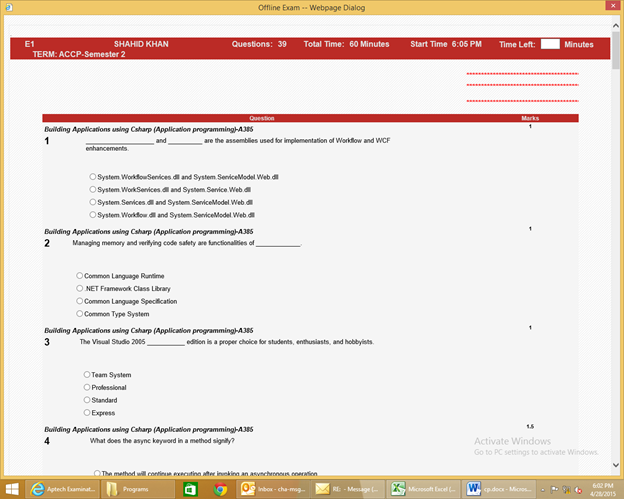 Offline Exam -- Webpage Dialog
E1 SHAHID KHAN Questions: 39 Total Time: 60 Minutes Start Time 6:05 PM Time Left: Minutes
TERM: ACCP-Semester 2
Question Marks
Building Applications using Csharp (Application programming)-A385 1
1 ____________________ and __________ are the assemblies used for implementation of Workflow and WCF
enhancements.
System.WorkflowServices.dll and System.ServiceModel.Web.dll
System.WorkServices.dll and System.Service.Web.dll
System.Services.dll and System.ServiceModel.Web.dll
System.Workflow.dll and System.ServiceModel.Web.dll
Building Applications using Csharp (Application programming)-A385 1
2 Managing memory and verifying code safety are functionalities of _____________.
Common Language Runtime
.NET Framework Class Library
Common Language Specification
Common Type System
Building Applications using Csharp (Application programming)-A385 1
3 The Visual Studio 2005 ___________ edition is a proper choice for students, enthusiasts, and hobbyists.
Team System
Professional
Standard
Express
Building Applications using Csharp (Application programming)-A385 1.5
4 What does the async keyword in a method signify?
The method will continue executing after invoking an asynchronous operation
Activate Windows
Go to PC settings to activate Windows.
Aptech Examinat... Programs Inbox - cha-msg... RE: - Message (... Microsoft Excel (... cp.docx - Micros... 6:02 PM
4/28/2015